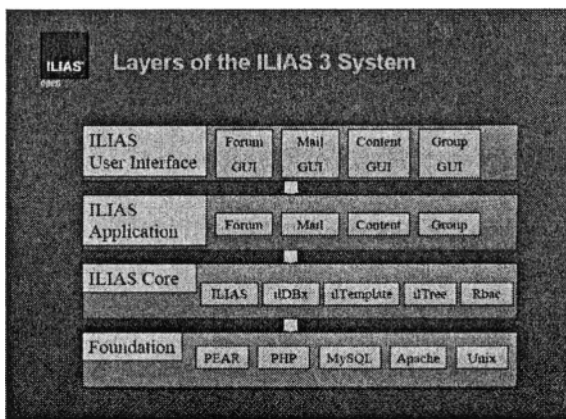 ILIAS
Layers of the ILIAS 3 System
ILIAS
User Interface
Forum GUI
Mail GUI
Content GUI
Group GUI
ILIAS
Application
Forum
Mail
Content
Group
ILIAS Core
ILIAS
ilDBx
ilTemplate
ilTree
Rbac
Foundation
PEAR
PHP
MySQL
Apache
Unix